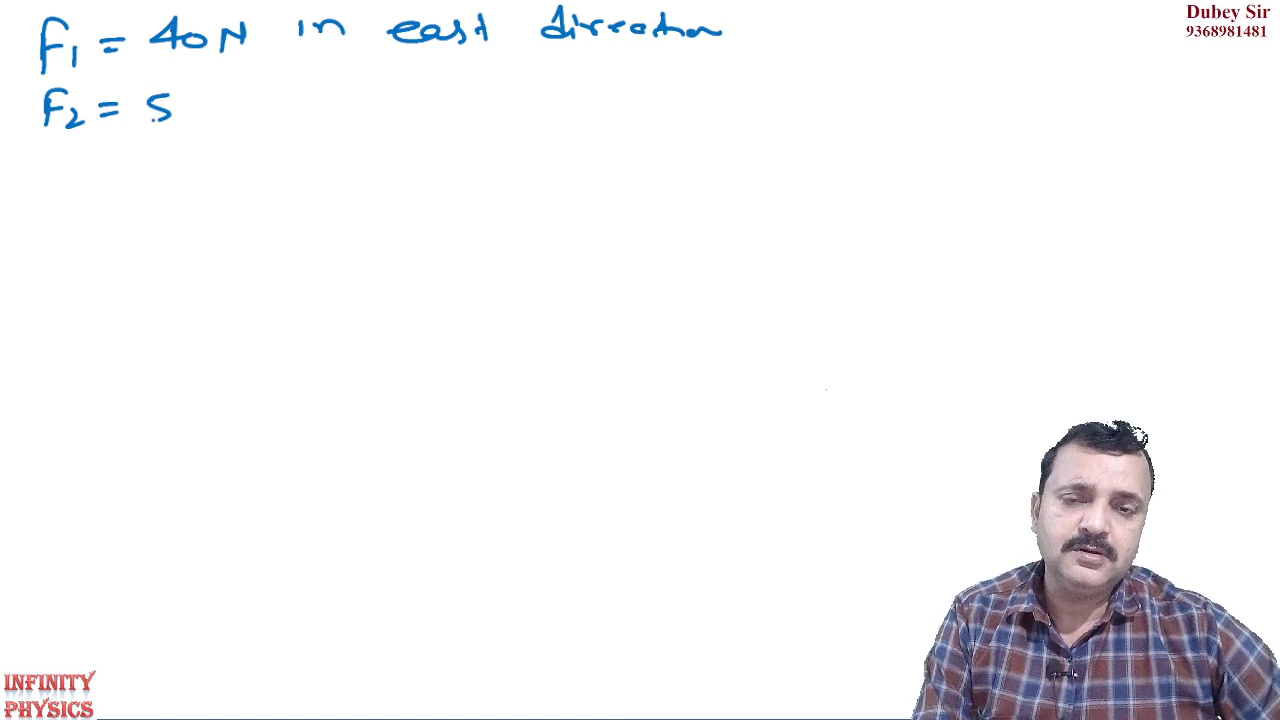 Dubey Sir
9368981481
F1 = 40N in east direction
F2 = 5
INFINITY
PHYSICS